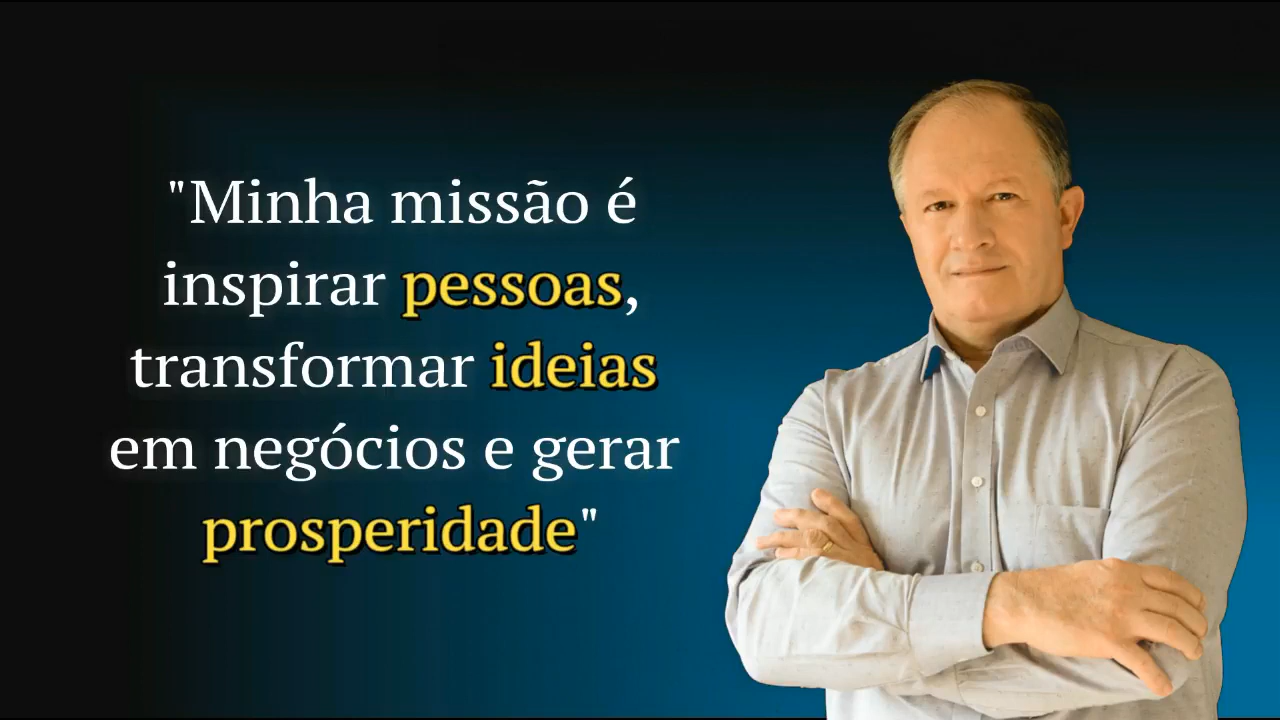 "Minha missão é
inspirar pessoas,
transformar ideias
em negócios e gerar
prosperidade"